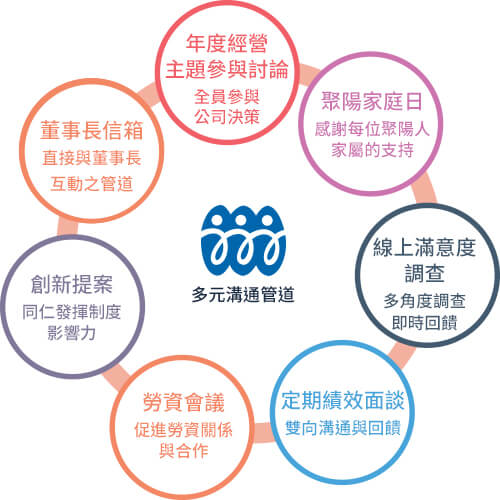 年度經營
主題參與討論
全員參與
公司決策
聚陽家庭日
感謝每位聚陽人
家屬的支持
線上滿意度
調查
多角度調查
即時回饋
定期績效面談
雙向溝通與回饋
勞資會議
促進勞資關係
與合作
創新提案
同仁發揮制度
影響力
董事長信箱
直接與董事長
互動之管道
多元溝通管道